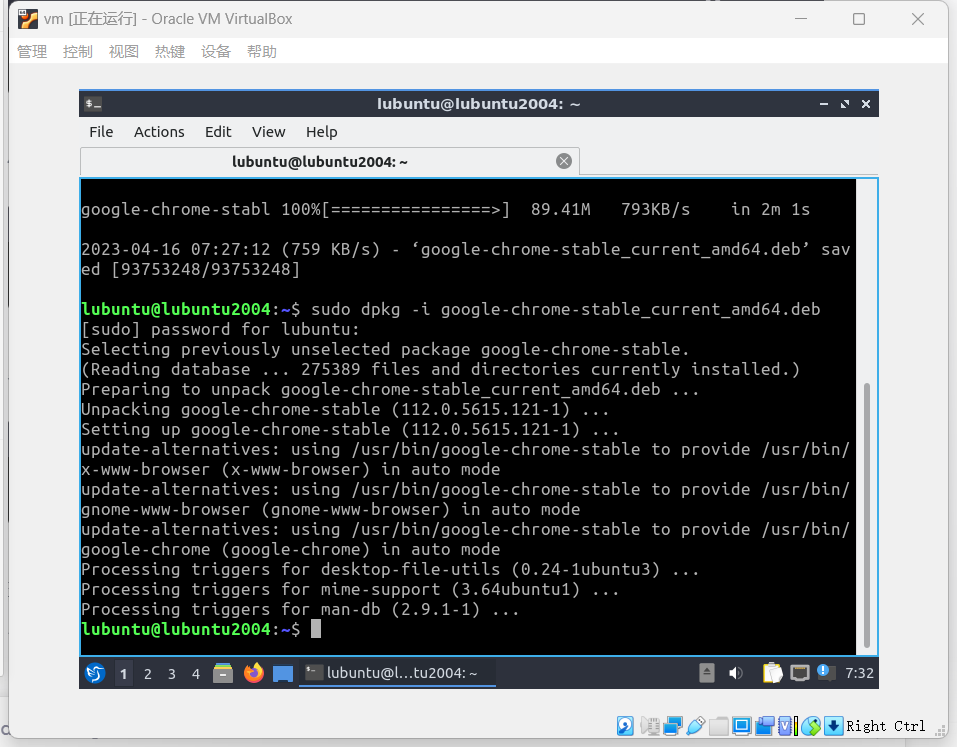 vm [正在运行] - Oracle VM VirtualBox
管理 控制 视图 热键 设备 帮助
$_ lubuntu@lubuntu2004: ~
File Actions Edit View Help
lubuntu@lubuntu2004: ~
google-chrome-stabl 100%[================>]  89.41M   793KB/s    in 2m 1s
2023-04-16 07:27:12 (759 KB/s) - ‘google-chrome-stable_current_amd64.deb’ sav
ed [93753248/93753248]
lubuntu@lubuntu2004:~$ sudo dpkg -i google-chrome-stable_current_amd64.deb
[sudo] password for lubuntu:
Selecting previously unselected package google-chrome-stable.
(Reading database ... 275389 files and directories currently installed.)
Preparing to unpack google-chrome-stable_current_amd64.deb ...
Unpacking google-chrome-stable (112.0.5615.121-1) ...
Setting up google-chrome-stable (112.0.5615.121-1) ...
update-alternatives: using /usr/bin/google-chrome-stable to provide /usr/bin/
x-www-browser (x-www-browser) in auto mode
update-alternatives: using /usr/bin/google-chrome-stable to provide /usr/bin/
gnome-www-browser (gnome-www-browser) in auto mode
update-alternatives: using /usr/bin/google-chrome-stable to provide /usr/bin/
google-chrome (google-chrome) in auto mode
Processing triggers for desktop-file-utils (0.24-1ubuntu3) ...
Processing triggers for mime-support (3.64ubuntu1) ...
Processing triggers for man-db (2.9.1-1) ...
lubuntu@lubuntu2004:~$
1 2 3 4 lubuntu@l...tu2004: ~ 7:32
Right Ctrl